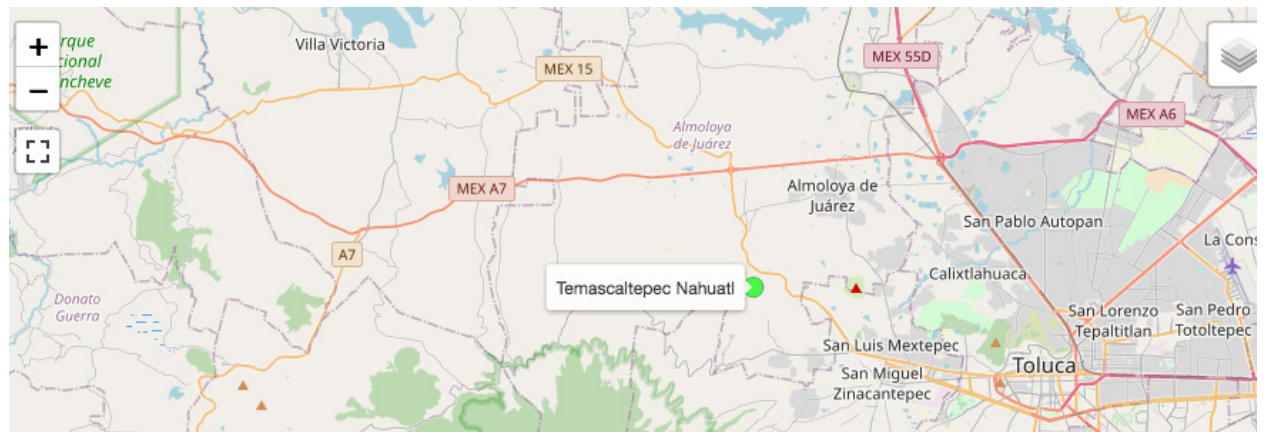 +
−
rque
cional
ncheve
Villa Victoria
MEX 15
MEX 55D
MEX A6
Almoloya
de Juárez
MEX A7
Almoloya de
Juárez
San Pablo Autopan
La Cons
A7
Calixtlahuaca
Temascaltepec Nahuatl
Donato
Guerra
San Lorenzo
Tepaltitlan
San Pedro
Totoltepec
San Luis Mextepec
Toluca
San Miguel
Zinacantepec